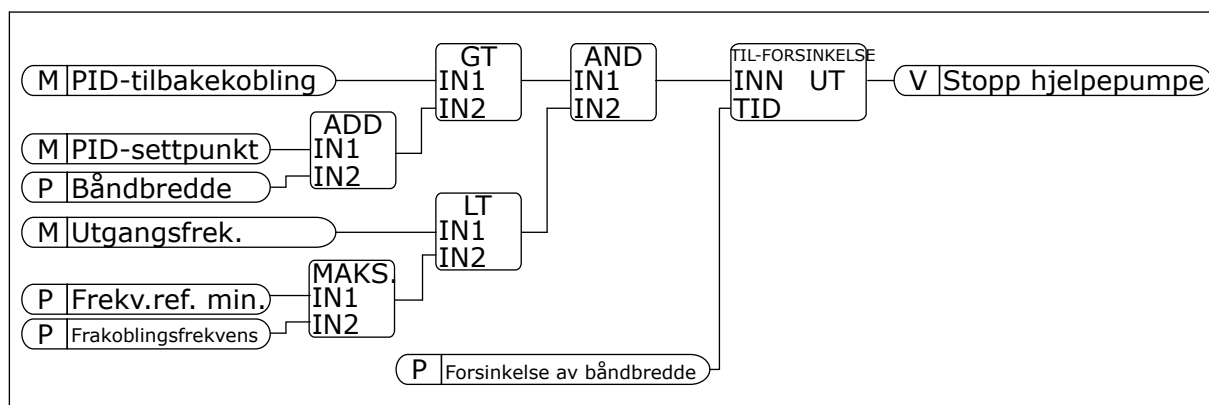 M PID-tilbakekobling
GT
IN1
IN2
AND
IN1
IN2
TIL-FORSINKELSE
INN UT
TID
V Stopp hjelpepumpe
M PID-settpunkt
P Båndbredde
ADD
IN1
IN2
M Utgangsfrek.
LT
IN1
IN2
P Frekv.ref. min.
P Frakoblingsfrekvens
MAKS.
IN1
IN2
P Forsinkelse av båndbredde